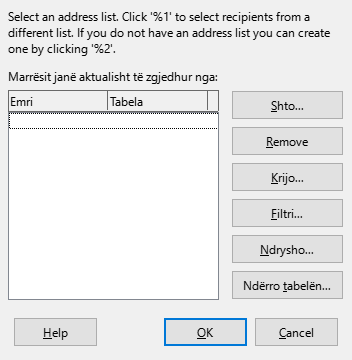 Select an address list. Click '%1' to select recipients from a
different list. If you do not have an address list you can create
one by clicking '%2'.
Marrësit janë aktualisht të zgjedhur nga:
Emri Tabela
Shto...
Remove
Krijo...
Filtri...
Ndrysho...
Ndërro tabelën...
Help OK Cancel